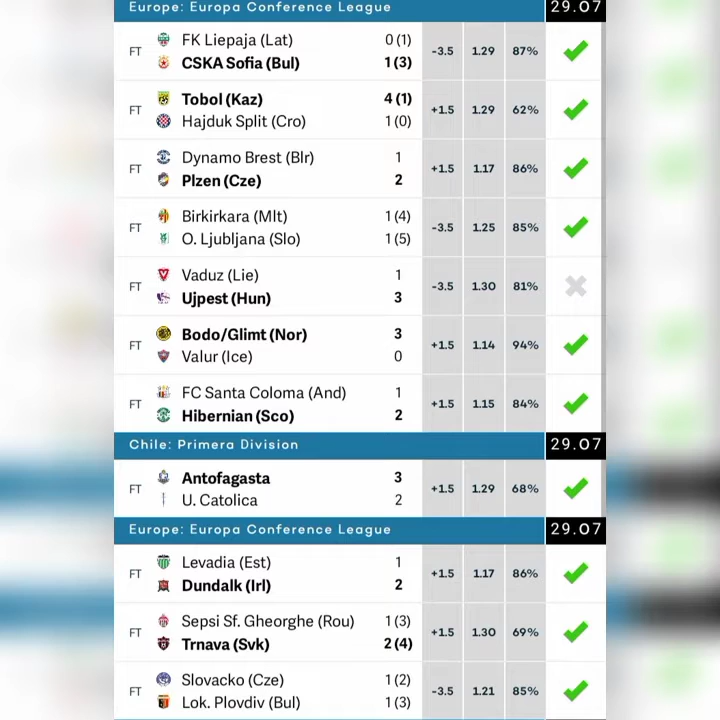 Europe: Europa Conference League 29.07
FT FK Liepaja (Lat) 0 (1) -3.5 1.29 87%
CSKA Sofia (Bul) 1 (3)
FT Tobol (Kaz) 4 (1) +1.5 1.29 62%
Hajduk Split (Cro) 1 (0)
FT Dynamo Brest (Blr) 1 +1.5 1.17 86%
Plzen (Cze) 2
FT Birkirkara (Mlt) 1 (4) -3.5 1.25 85%
O. Ljubljana (Slo) 1 (5)
FT Vaduz (Lie) 1 -3.5 1.30 81%
Ujpest (Hun) 3
FT Bodo/Glimt (Nor) 3 +1.5 1.14 94%
Valur (Ice) 0
FT FC Santa Coloma (And) 1 +1.5 1.15 84%
Hibernian (Sco) 2
Chile: Primera Division 29.07
FT Antofagasta 3 +1.5 1.29 68%
U. Catolica 2
Europe: Europa Conference League 29.07
FT Levadia (Est) 1 +1.5 1.17 86%
Dundalk (Irl) 2
FT Sepsi Sf. Gheorghe (Rou) 1 (3) +1.5 1.30 69%
Trnava (Svk) 2 (4)
FT Slovacko (Cze) 1 (2) -3.5 1.21 85%
Lok. Plovdiv (Bul) 1 (3)